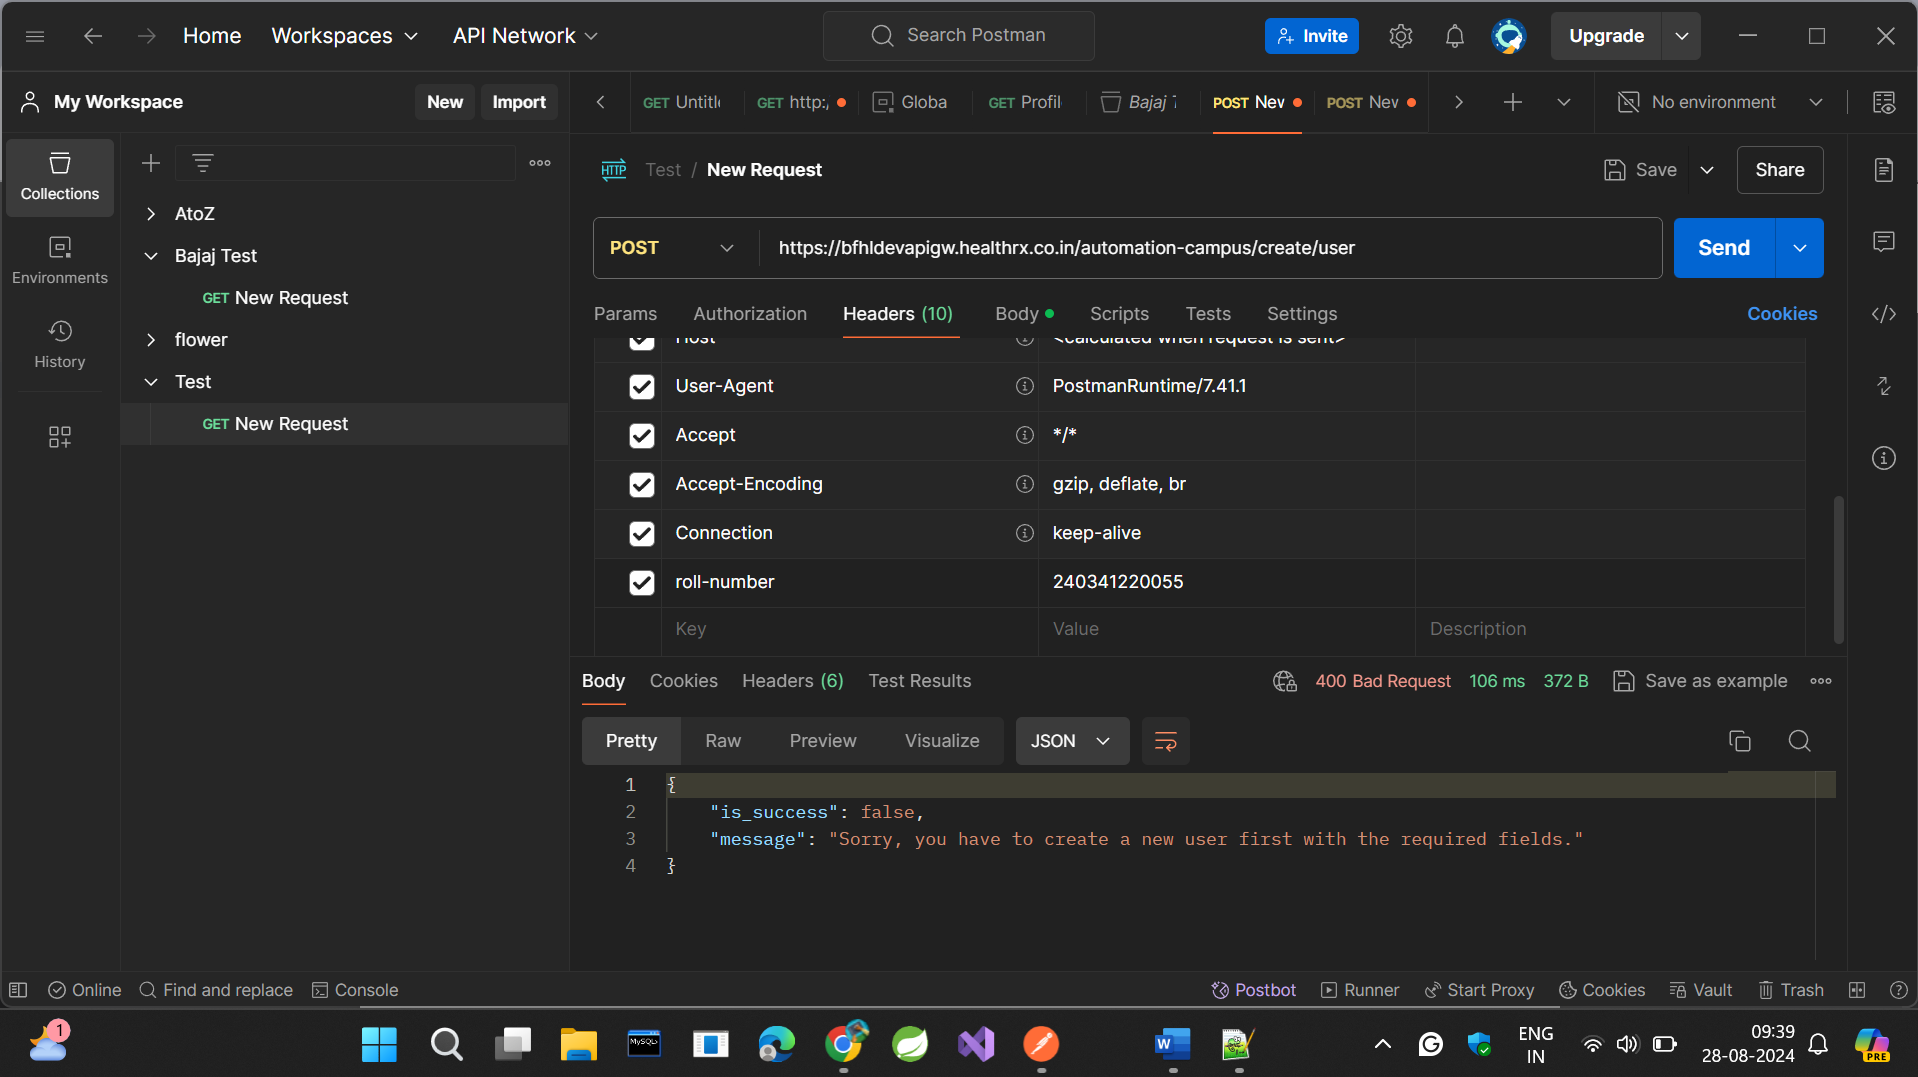 Home
Workspaces
API Network
Search Postman
Invite
Upgrade
My Workspace
New
Import
GET Untitl
GET http:/
Globa
GET Profil
Bajaj T
POST New
POST New
No environment
Collections
Environments
History
AtoZ
Bajaj Test
GET New Request
flower
Test
GET New Request
HTTP
Test / New Request
Save
Share
POST
https://bfhldevapigw.healthrx.co.in/automation-campus/create/user
Send
Params
Authorization
Headers (10)
Body
Scripts
Tests
Settings
Cookies
Host
<calculated when request is sent>
User-Agent
PostmanRuntime/7.41.1
Accept
*/*
Accept-Encoding
gzip, deflate, br
Connection
keep-alive
roll-number
240341220055
Key
Value
Description
Body
Cookies
Headers (6)
Test Results
400 Bad Request
106 ms
372 B
Save as example
Pretty
Raw
Preview
Visualize
JSON
1 {
2 "is_success": false,
3 "message": "Sorry, you have to create a new user first with the required fields."
4 }
Online
Find and replace
Console
Postbot
Runner
Start Proxy
Cookies
Vault
Trash
1
MySQL>
ENG
IN
09:39
28-08-2024
PRE